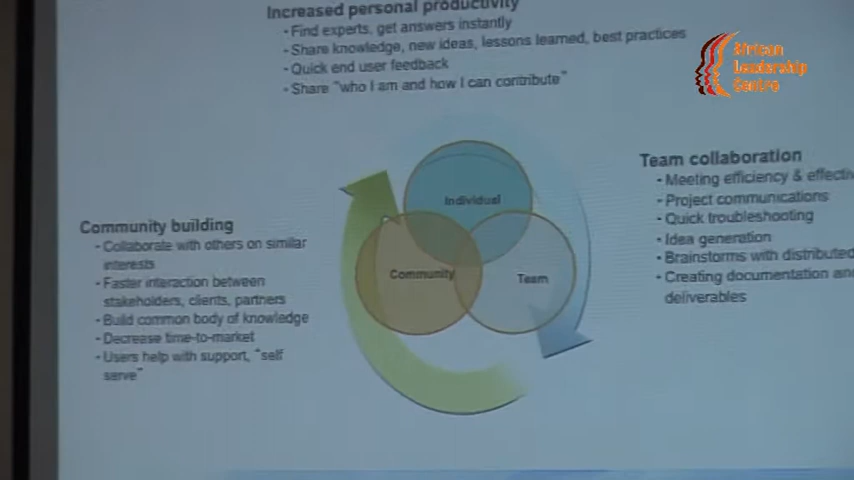 Increased personal productivity
- Find experts, get answers instantly
- Share knowledge, new ideas, lessons learned, best practices
- Quick end user feedback
- Share "who I am and how I can contribute"
African
Leadership
Centre
Team collaboration
- Meeting efficiency &
- Project communications
- Quick troubleshooting
- Idea generation
- Brainstorms with distributed
- Creating documentation
deliverables
Community building
- Collaborate with others on similar
interests
- Faster interaction between
stakeholders, clients, partners
- Build common body of knowledge
- Decrease time-to-market
- Users help with support, "self
serve"
Individual
Community
Team